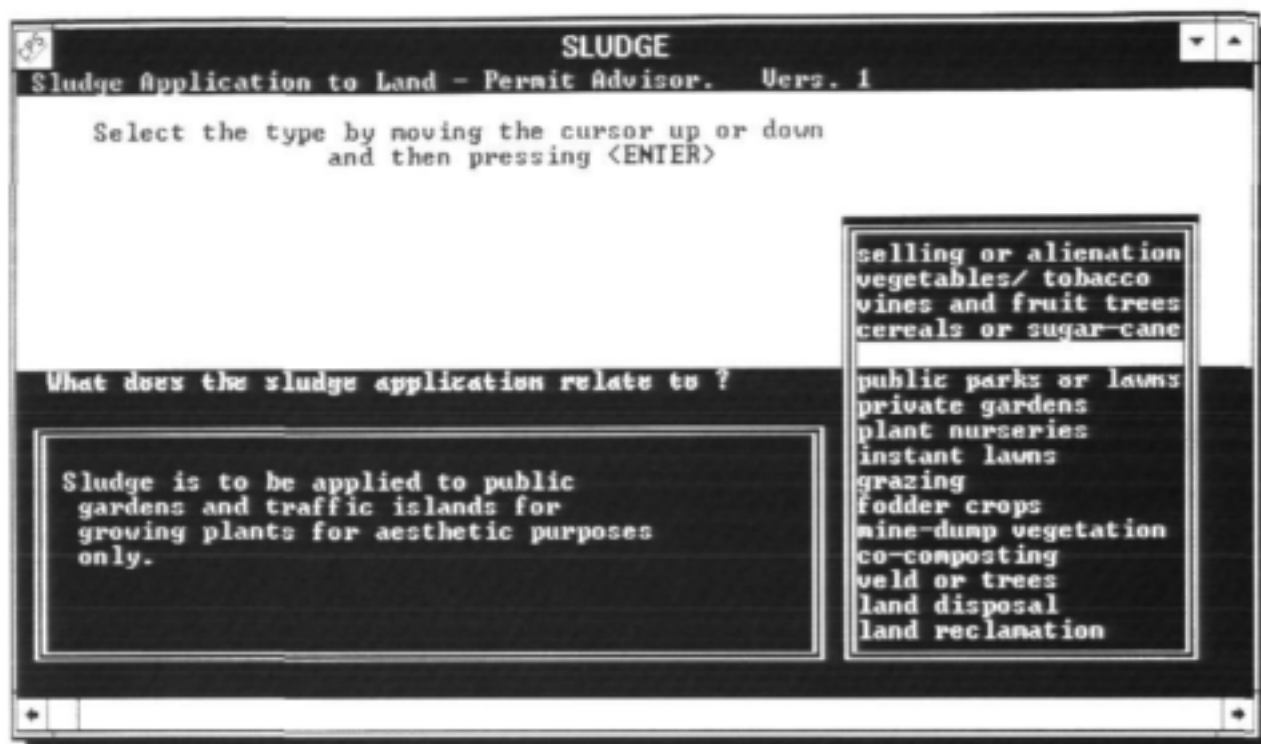 SLUDGE
Sludge Application to Land - Permit Advisor. Vers. 1
Select the type by moving the cursor up or down
and then pressing <ENTER>
What does the sludge application relate to ?
Sludge is to be applied to public
gardens and traffic islands for
growing plants for aesthetic purposes
only.
selling or alienation
vegetables/ tobacco
vines and fruit trees
cereals or sugar-cane
public parks or lawns
private gardens
plant nurseries
instant lawns
grazing
fodder crops
mine-dump vegetation
co-composting
veld or trees
land disposal
land reclamation